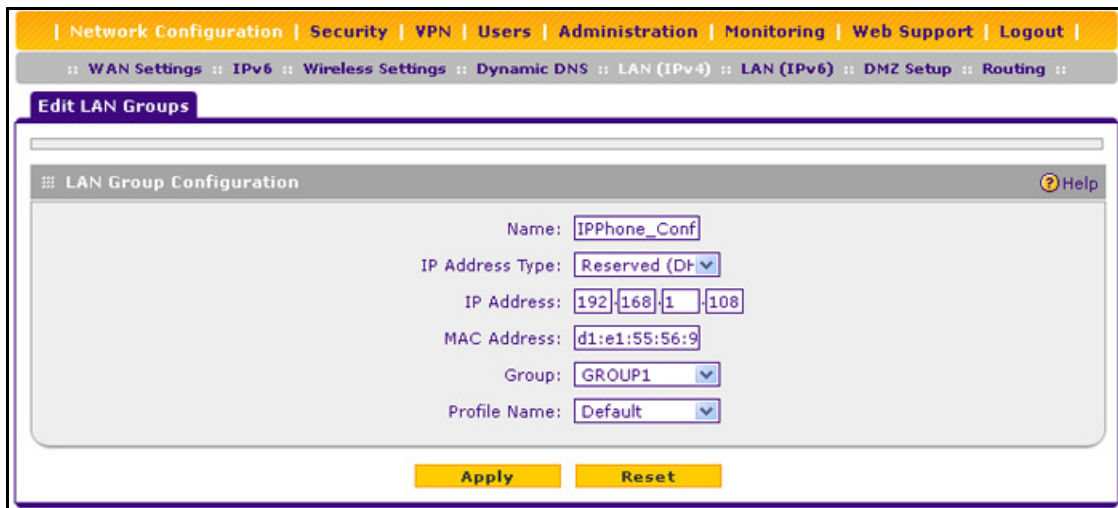 | Network Configuration | Security | VPN | Users | Administration | Monitoring | Web Support | Logout |
:: WAN Settings :: IPv6 :: Wireless Settings :: Dynamic DNS :: LAN (IPv4) :: LAN (IPv6) :: DMZ Setup :: Routing ::
Edit LAN Groups
LAN Group Configuration
? Help
Name: IPPhone_Conf
IP Address Type: Reserved (DH
IP Address: 192 . 168 . 1 . 108
MAC Address: d1:e1:55:56:9
Group: GROUP1
Profile Name: Default
Apply Reset